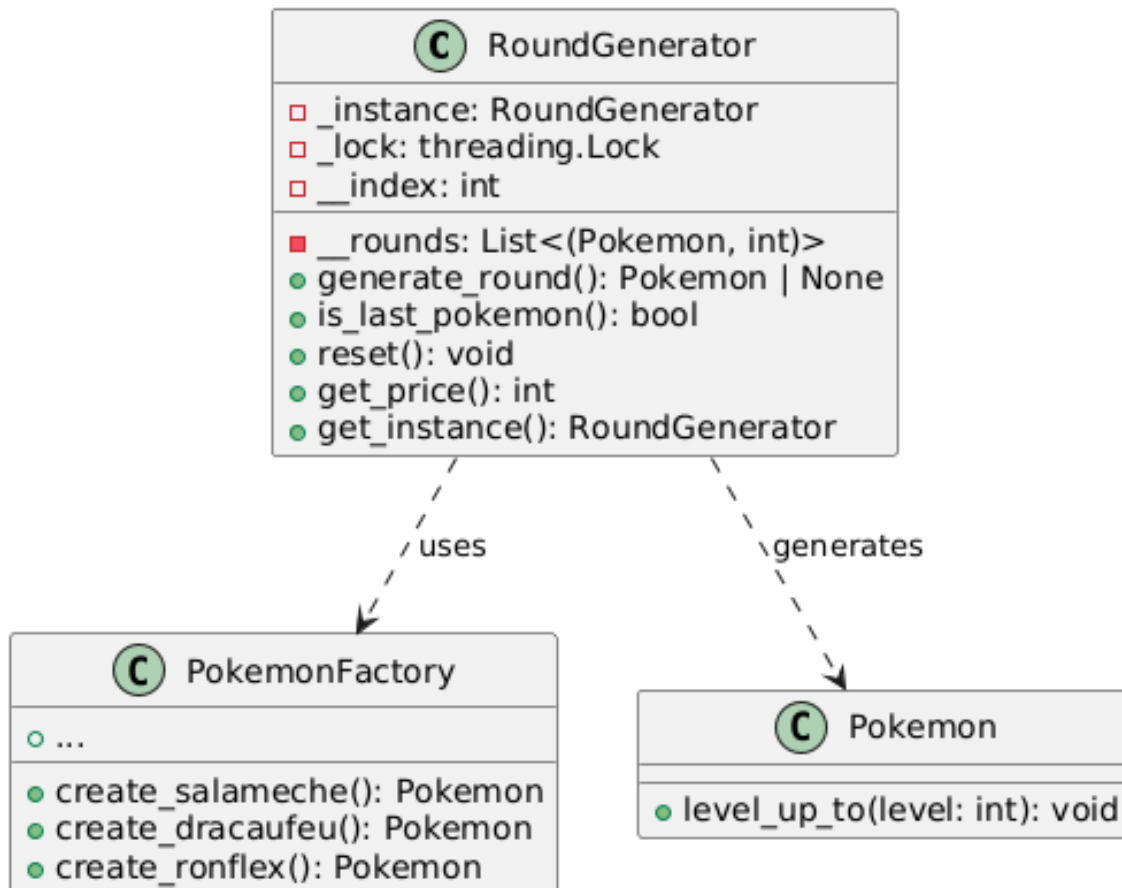 C RoundGenerator
_instance: RoundGenerator
_lock: threading.Lock
__index: int
__rounds: List<(Pokemon, int)>
generate_round(): Pokemon | None
is_last_pokemon(): bool
reset(): void
get_price(): int
get_instance(): RoundGenerator
uses
generates
C PokemonFactory
...
create_salameche(): Pokemon
create_dracaufeu(): Pokemon
create_ronflex(): Pokemon
C Pokemon
level_up_to(level: int): void